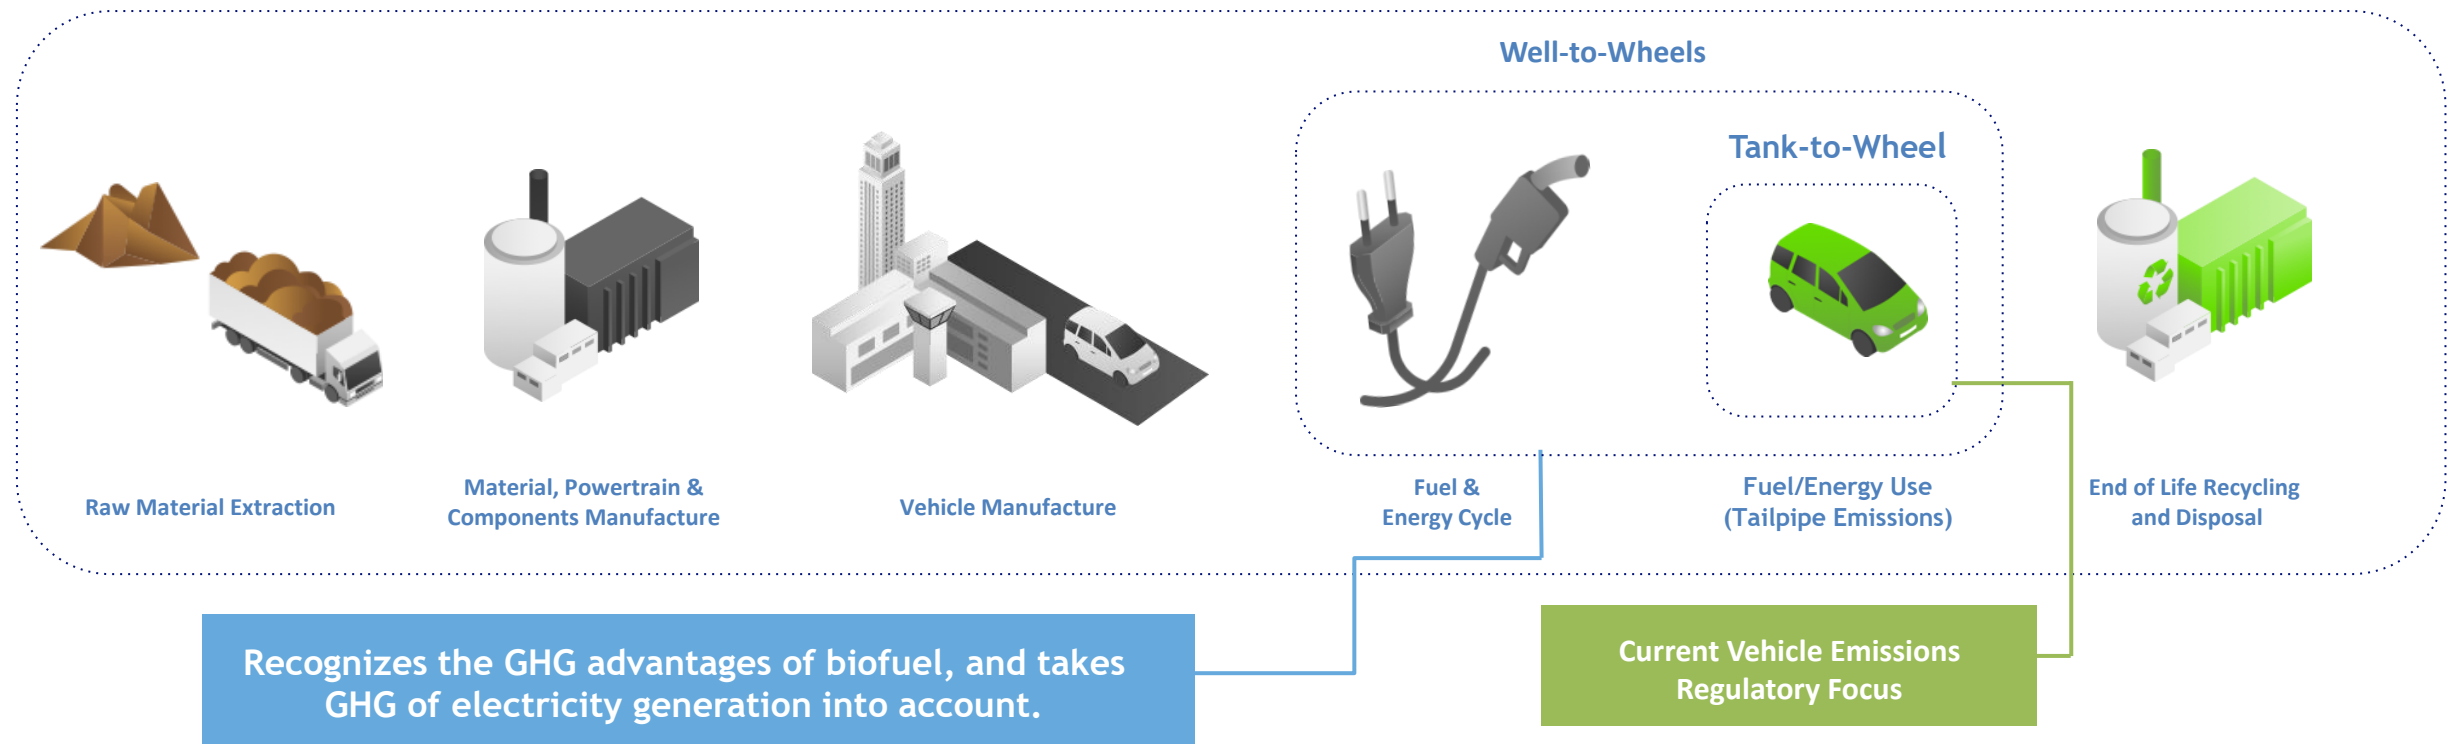 Well-to-Wheels
Tank-to-Wheel
Raw Material Extraction
Material, Powertrain &
Components Manufacture
Vehicle Manufacture
Fuel &
Energy Cycle
Fuel/Energy Use
(Tailpipe Emissions)
End of Life Recycling
and Disposal
Recognizes the GHG advantages of biofuel, and takes
GHG of electricity generation into account.
Current Vehicle Emissions
Regulatory Focus